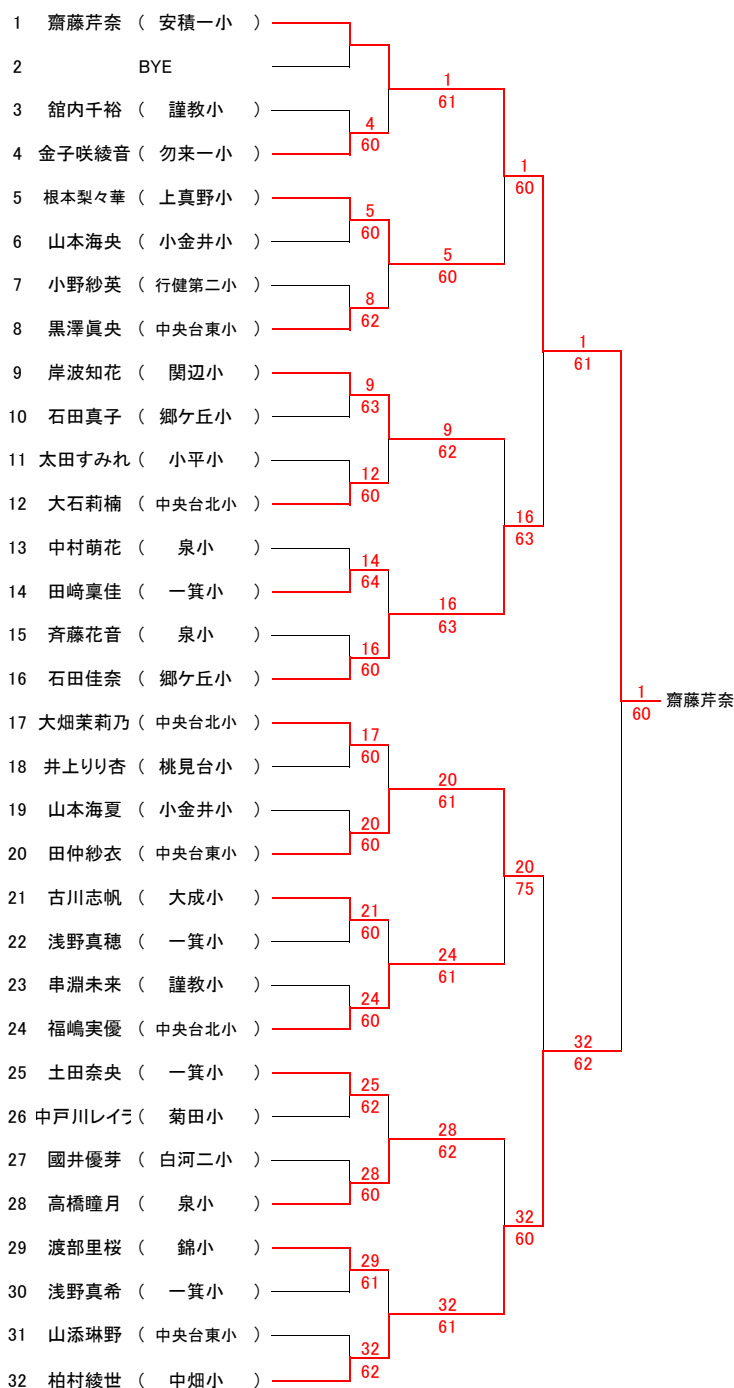 1 齋藤芹奈 ( 安積一小 )
2 BYE
1
61
3 舘内千裕 ( 謹教小 )
4
60
4 金子咲綾音 ( 勿来一小 )
1
60
5 根本梨々華 ( 上真野小 )
5
60
6 山本海央 ( 小金井小 )
5
60
7 小野紗英 ( 行健第二小 )
8
62
8 黒澤眞央 ( 中央台東小 )
1
61
9 岸波知花 ( 関辺小 )
9
63
10 石田真子 ( 郷ケ丘小 )
9
62
11 太田すみれ ( 小平小 )
12
60
12 大石莉楠 ( 中央台北小 )
16
63
13 中村萌花 ( 泉小 )
14
64
14 田﨑稟佳 ( 一箕小 )
16
63
15 斉藤花音 ( 泉小 )
16
60
16 石田佳奈 ( 郷ケ丘小 )
1
60
齋藤芹奈
17 大畑茉莉乃 ( 中央台北小 )
17
60
18 井上りり杏 ( 桃見台小 )
20
61
19 山本海夏 ( 小金井小 )
20
60
20 田仲紗衣 ( 中央台東小 )
20
75
21 古川志帆 ( 大成小 )
21
60
22 浅野真穂 ( 一箕小 )
24
61
23 串淵未来 ( 謹教小 )
24
60
24 福嶋実優 ( 中央台北小 )
32
62
25 土田奈央 ( 一箕小 )
25
62
26 中戸川レイラ ( 菊田小 )
28
62
27 國井優芽 ( 白河二小 )
28
60
28 高橋瞳月 ( 泉小 )
32
60
29 渡部里桜 ( 錦小 )
29
61
30 浅野真希 ( 一箕小 )
32
61
31 山添琳野 ( 中央台東小 )
32
62
32 柏村綾世 ( 中畑小 )